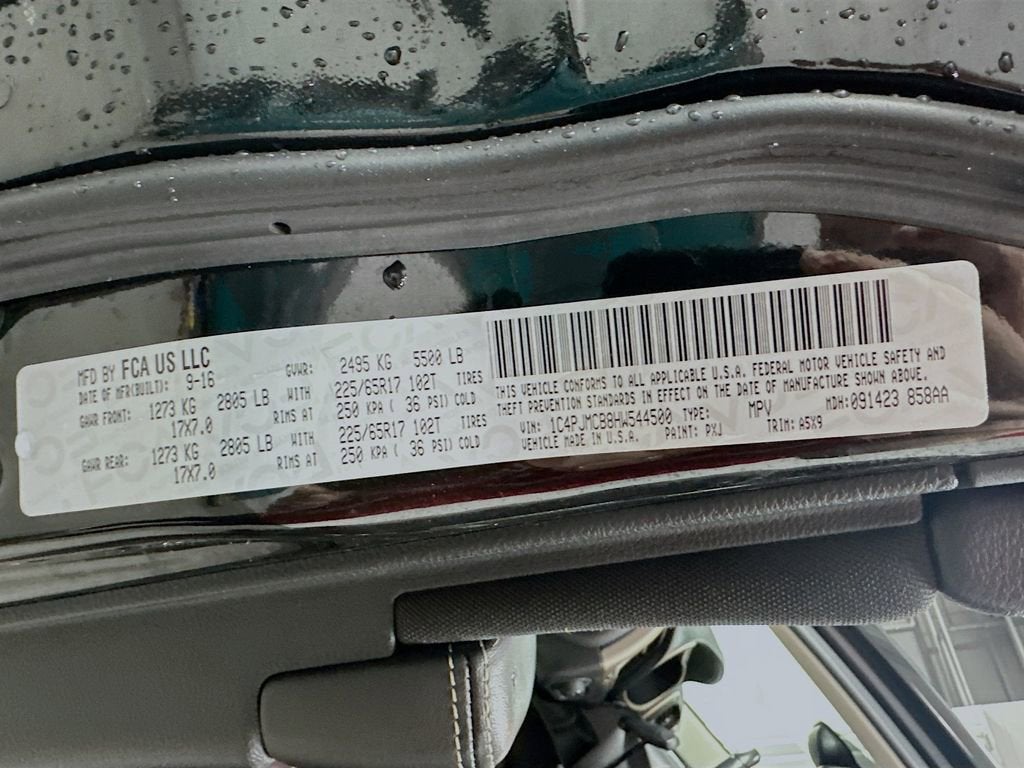 MFD BY FCA US LLC
DATE OF MFR(BUILT): 9-16
GVWR: 2495 KG 5500 LB
GAWR FRONT: 1273 KG 2805 LB WITH 225/65R17 102T TIRES
17X7.0 RIMS AT 250 KPA ( 36 PSI) COLD
GAWR REAR: 1273 KG 2805 LB WITH 225/65R17 102T TIRES
17X7.0 RIMS AT 250 KPA ( 36 PSI) COLD
THIS VEHICLE CONFORMS TO ALL APPLICABLE U.S.A. FEDERAL MOTOR VEHICLE SAFETY AND
THEFT PREVENTION STANDARDS IN EFFECT ON THE DATE OF MANUFACTURE SHOWN ABOVE.
VIN: 1C4PJMCB8HW544500 TYPE: MPV MDH:091423 858AA
VEHICLE MADE IN U.S.A. PAINT: PXJ TRIM: A5X9